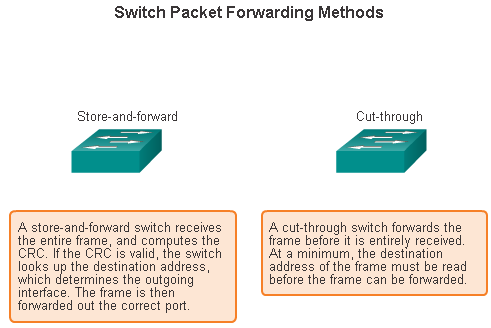 Switch Packet Forwarding Methods
Store-and-forward
Cut-through
A store-and-forward switch receives
the entire frame, and computes the
CRC. If the CRC is valid, the switch
looks up the destination address,
which determines the outgoing
interface. The frame is then
forwarded out the correct port.
A cut-through switch forwards the
frame before it is entirely received.
At a minimum, the destination
address of the frame must be read
before the frame can be forwarded.